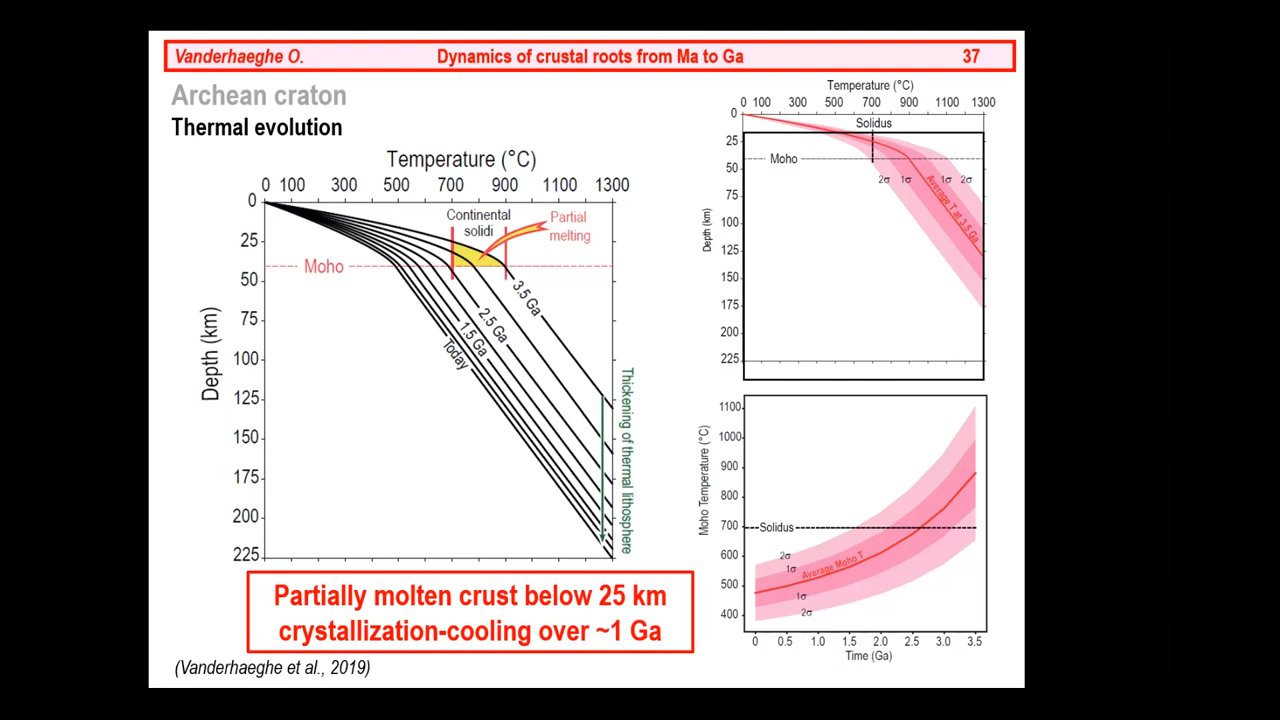 Vanderhaeghe O. Dynamics of crustal roots from Ma to Ga 37
Archean craton
Thermal evolution
Temperature (°C)
0 100 300 500 700 900 1100 1300
Depth (km)
0
25
50
75
100
125
150
175
200
225
Continental
solidi
Partial
melting
Moho
3.5 Ga
2.5 Ga
1.5 Ga
Today
Thickening of thermal lithosphere
Partially molten crust below 25 km
crystallization-cooling over ~1 Ga
(Vanderhaeghe et al., 2019)
Temperature (°C)
0 100 300 500 700 900 1100 1300
Solidus
Depth (km)
0
25
50
75
100
125
150
175
200
225
Moho
2σ 1σ 1σ 2σ
Average T at 3.5 Ga
Moho Temperature (°C)
1100
1000
900
800
700
600
500
400
Solidus
2σ
1σ
Average Moho T
1σ
2σ
0 0.5 1.0 1.5 2.0 2.5 3.0 3.5
Time (Ga)